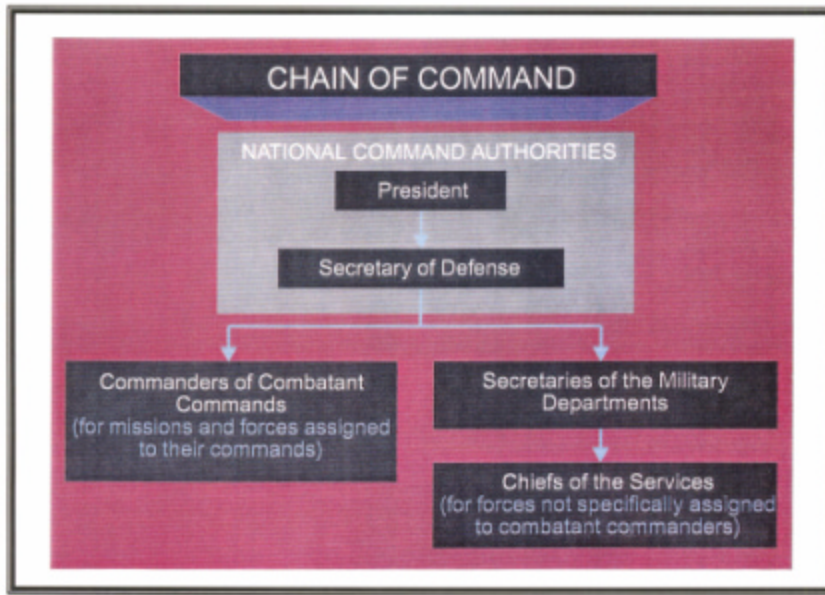 CHAIN OF COMMAND
NATIONAL COMMAND AUTHORITIES
President
Secretary of Defense
Commanders of Combatant
Commands
(for missions and forces assigned
to their commands)
Secretaries of the Military
Departments
Chiefs of the Services
(for forces not specifically assigned
to combatant commanders)